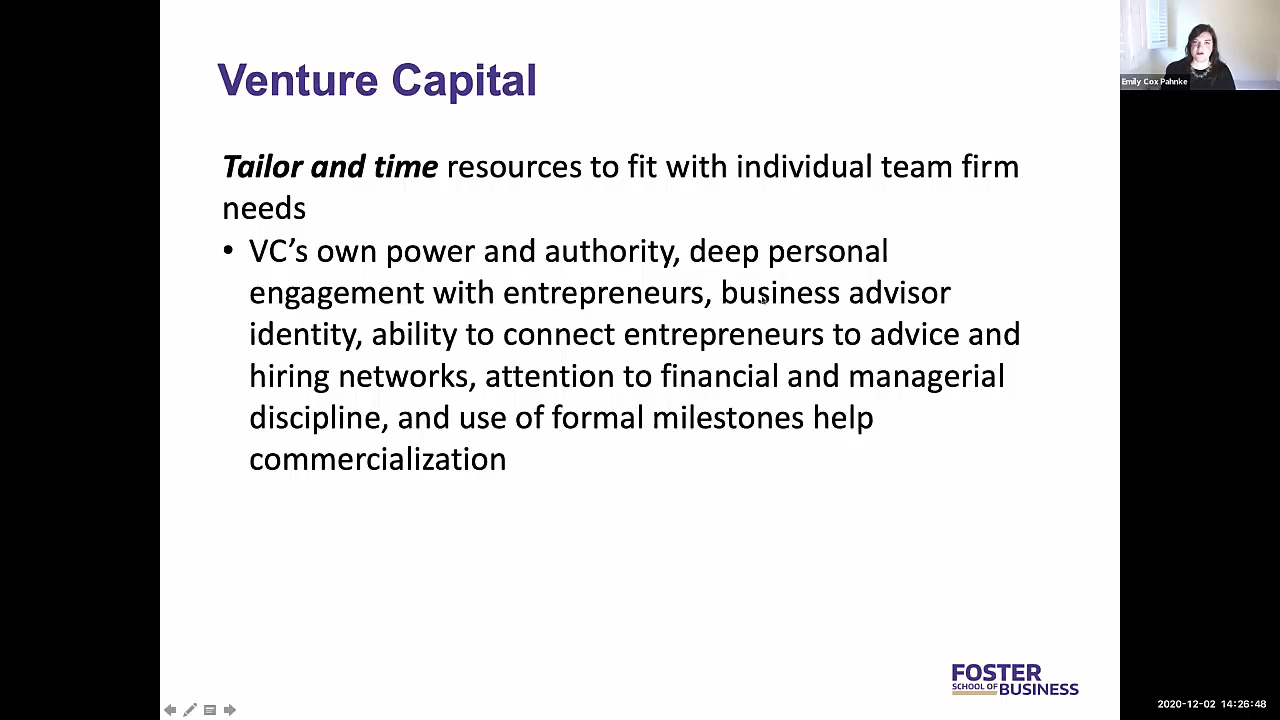 Venture Capital
Tailor and time resources to fit with individual team firm
needs
• VC’s own power and authority, deep personal
engagement with entrepreneurs, business advisor
identity, ability to connect entrepreneurs to advice and
hiring networks, attention to financial and managerial
discipline, and use of formal milestones help
commercialization
Emily Cox Pahnke
FOSTER
SCHOOL OF BUSINESS
2020-12-02 14:26:48